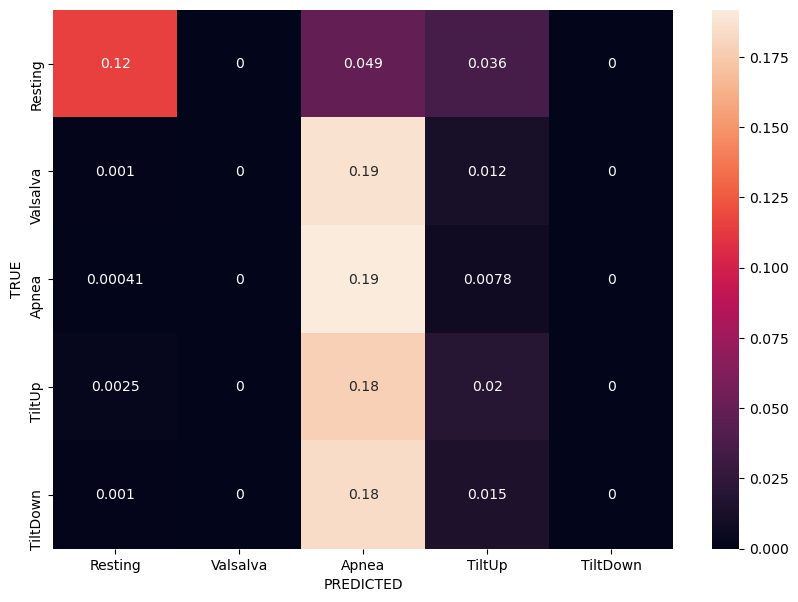 TRUE
Resting 0.12 0 0.049 0.036 0
Valsalva 0.001 0 0.19 0.012 0
Apnea 0.00041 0 0.19 0.0078 0
TiltUp 0.0025 0 0.18 0.02 0
TiltDown 0.001 0 0.18 0.015 0
Resting Valsalva Apnea TiltUp TiltDown
PREDICTED
0.175
0.150
0.125
0.100
0.075
0.050
0.025
0.000